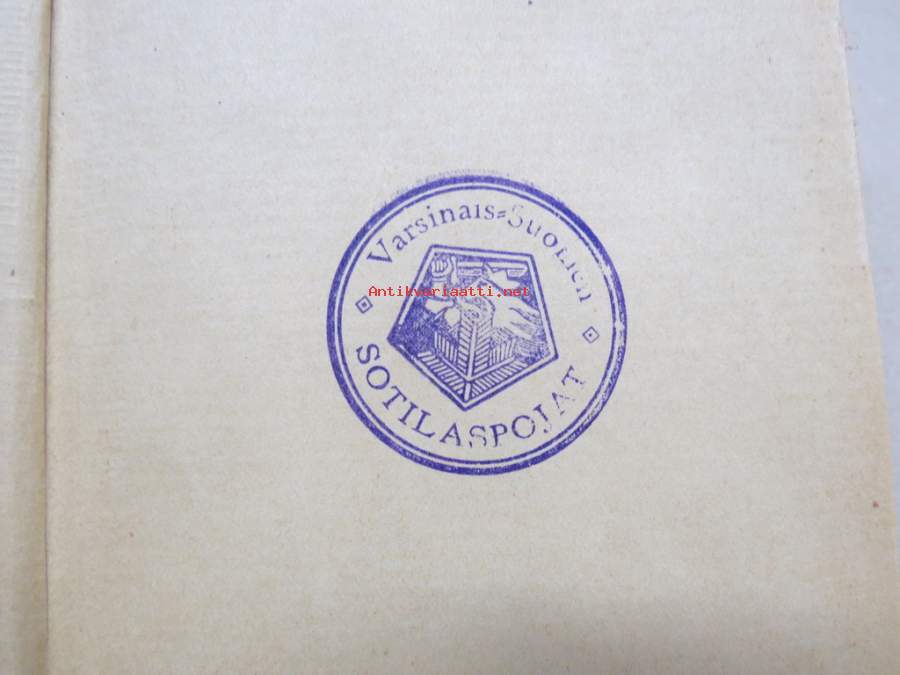 Varsinais-Suomen
Antikvariaatti.net
SOTILASPOJAT